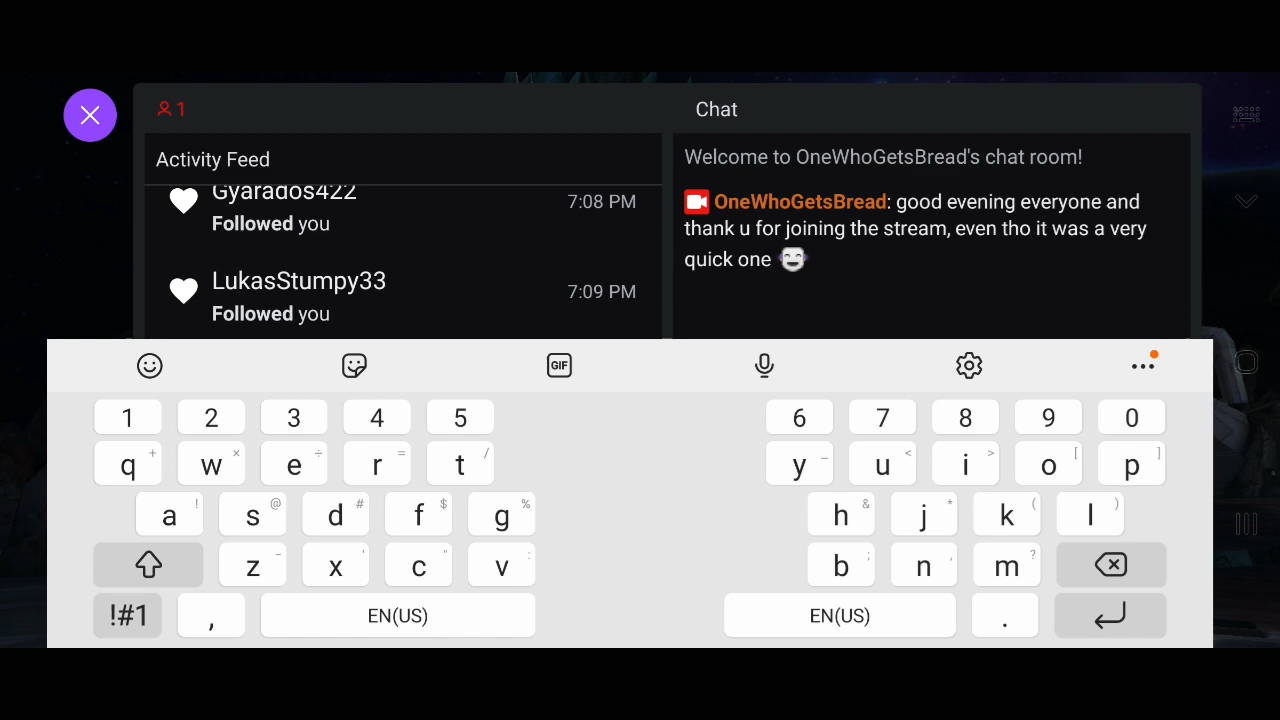 1
Chat
Activity Feed
Gyarados422
Followed you
7:08 PM
LukasStumpy33
Followed you
7:09 PM
Welcome to OneWhoGetsBread's chat room!
OneWhoGetsBread: good evening everyone and
thank u for joining the stream, even tho it was a very
quick one
GIF
1 2 3 4 5 6 7 8 9 0
q + w × e ÷ r = t / y _ u < i > o [ p ]
a ! s @ d # f $ g % h & j * k ( l )
z - x ' c " v : b ; n , m ?
!#1 , EN(US) EN(US) .